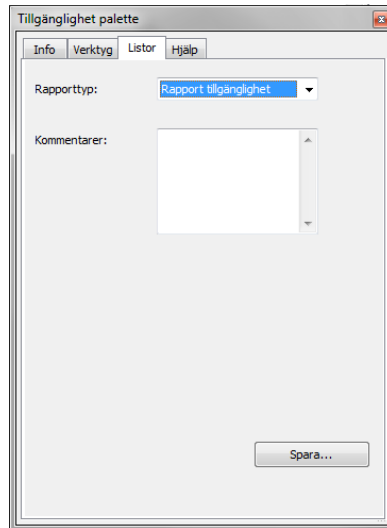 Tillgänglighet palette
Info Verktyg Listor Hjälp
Rapporttyp: Rapport tillgänglighet
Kommentarer:
Spara...